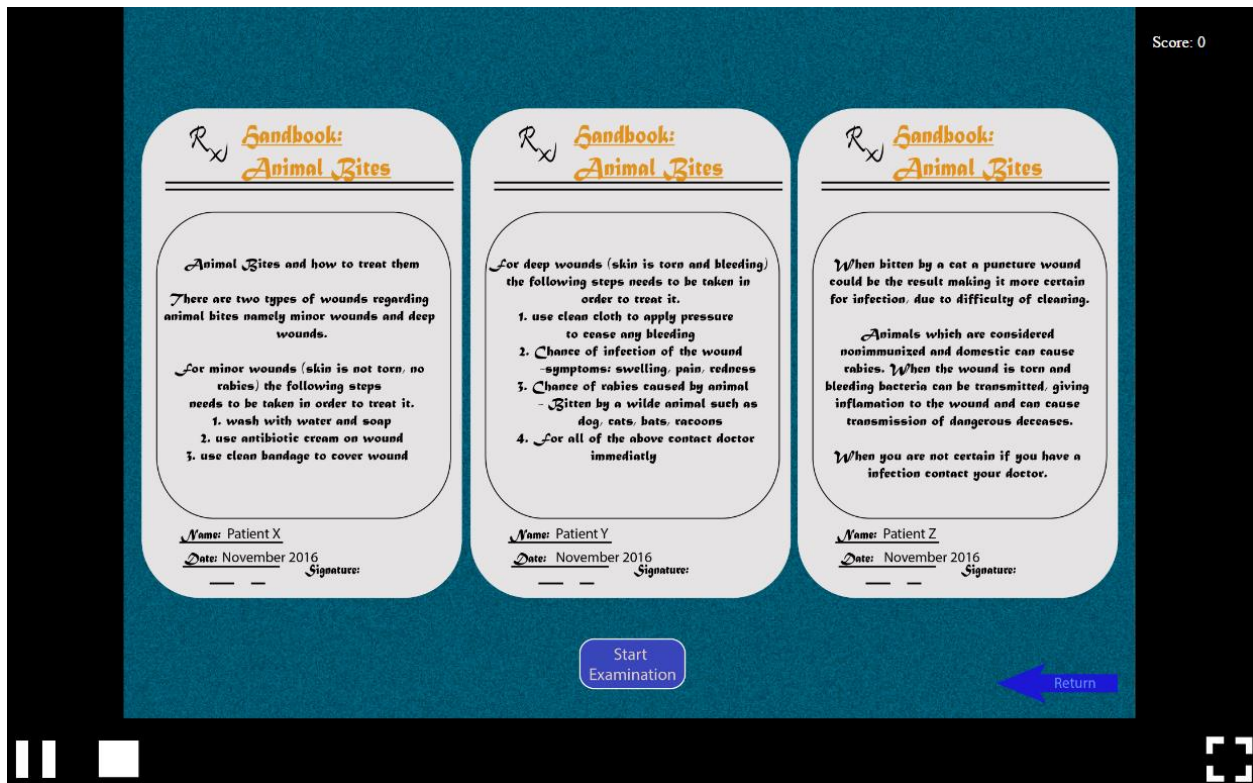 Score: 0
Rx Handbook:
Animal Bites
Animal Bites and how to treat them
There are two types of wounds regarding
animal bites namely minor wounds and deep
wounds.
For minor wounds (skin is not torn, no
rabies) the following steps
needs to be taken in order to treat it.
1. wash with water and soap
2. use antibiotic cream on wound
3. use clean bandage to cover wound
Name: Patient X
Date: November 2016
Signature:
Rx Handbook:
Animal Bites
For deep wounds (skin is torn and bleeding)
the following steps needs to be taken in
order to treat it.
1. use clean cloth to apply pressure
to cease any bleeding
2. Chance of infection of the wound
-symptoms: swelling, pain, redness
3. Chance of rabies caused by animal
- Bitten by a wilde animal such as
dog, cats, bats, racoons
4. For all of the above contact doctor
immediatly
Name: Patient Y
Date: November 2016
Signature:
Rx Handbook:
Animal Bites
When bitten by a cat a puncture wound
could be the result making it more certain
for infection, due to difficulty of cleaning.
Animals which are considered
nonimmunized and domestic can cause
rabies. When the wound is torn and
bleeding bacteria can be transmitted, giving
inflamation to the wound and can cause
transmission of dangerous deceases.
When you are not certain if you have a
infection contact your doctor.
Name: Patient Z
Date: November 2016
Signature:
Start
Examination
Return